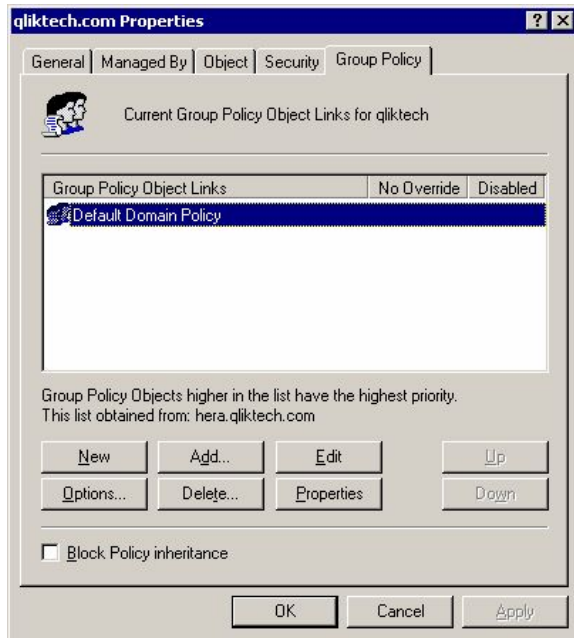 qliktech.com Properties
General Managed By Object Security Group Policy
Current Group Policy Object Links for qliktech
Group Policy Object Links No Override Disabled
Default Domain Policy
Group Policy Objects higher in the list have the highest priority.
This list obtained from: hera.qliktech.com
New Add... Edit Up
Options... Delete... Properties Down
Block Policy inheritance
OK Cancel Apply